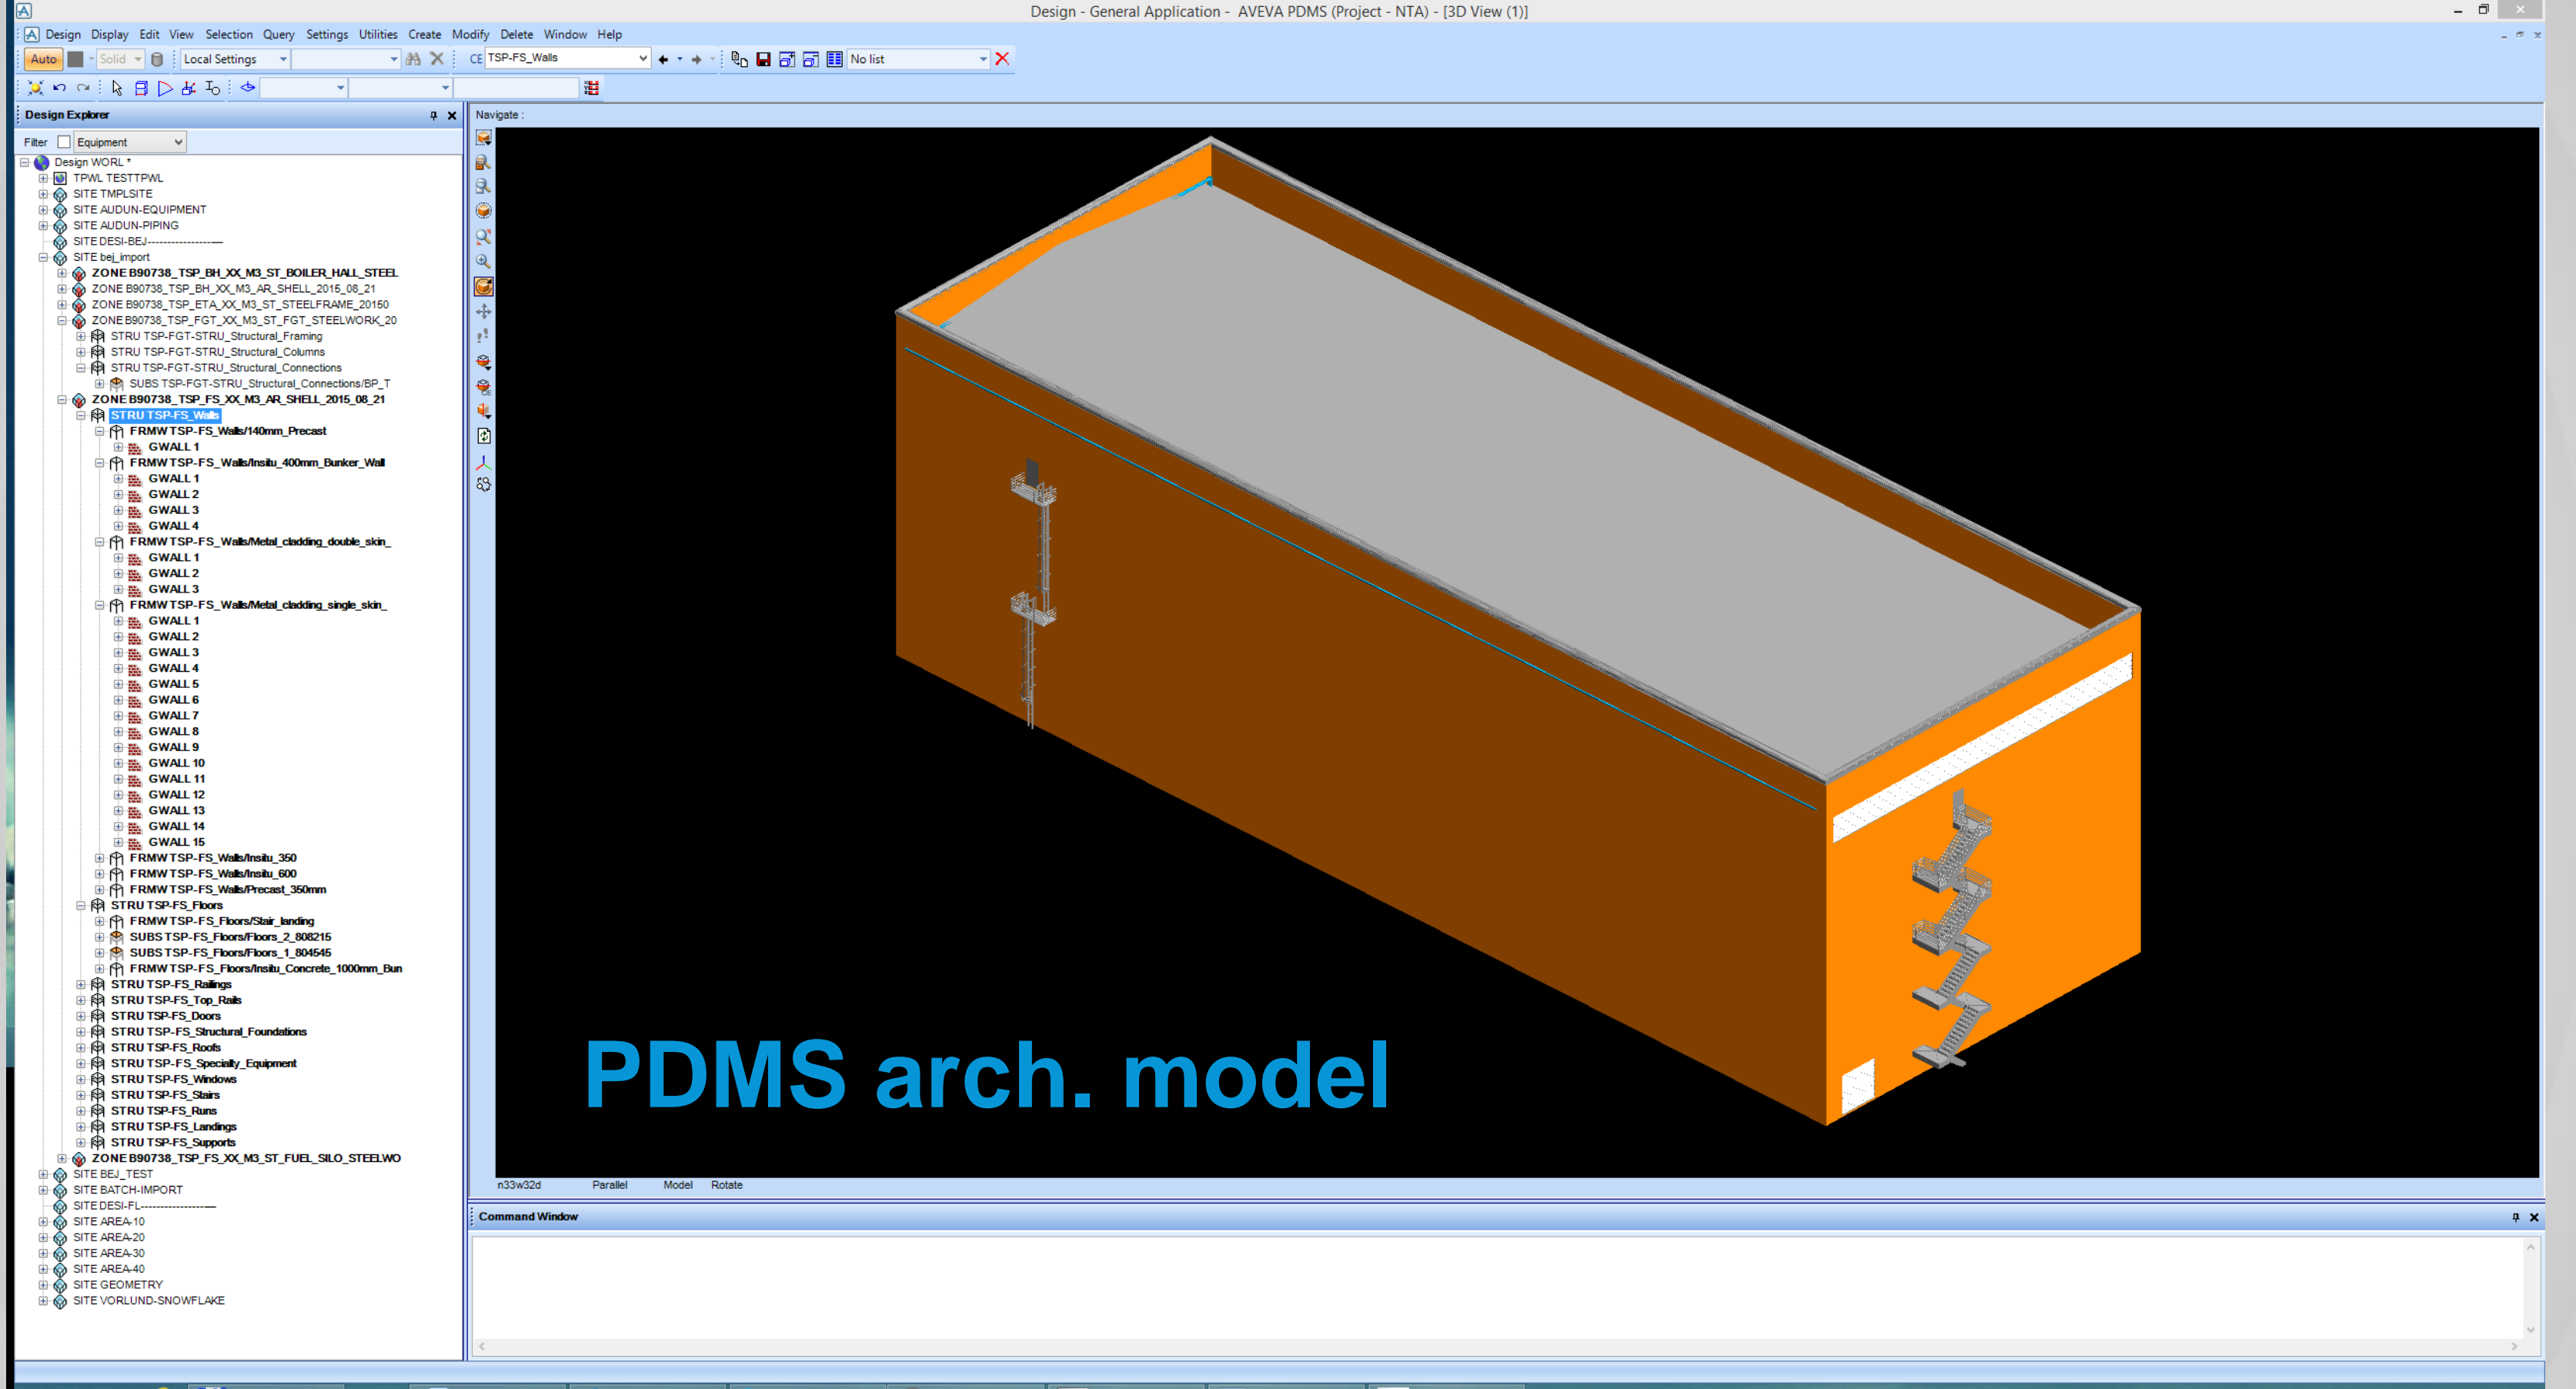 Design - General Application - AVEVA PDMS (Project - NTA) - [3D View (1)]
Design Display Edit View Selection Query Settings Utilities Create Modify Delete Window Help
Auto Solid Local Settings CE TSP-FS_Walls No list
Design Explorer
Navigate :
Filter Equipment
Design WORL *
TPWL TESTTPWL
SITE TMPLSITE
SITE AUDUN-EQUIPMENT
SITE AUDUN-PIPING
SITE DESI-BEJ------------------
SITE bej_import
ZONE B90738_TSP_BH_XX_M3_ST_BOILER_HALL_STEEL
ZONE B90738_TSP_BH_XX_M3_AR_SHELL_2015_08_21
ZONE B90738_TSP_ETA_XX_M3_ST_STEELFRAME_20150
ZONE B90738_TSP_FGT_XX_M3_ST_FGT_STEELWORK_20
STRU TSP-FGT-STRU_Structural_Framing
STRU TSP-FGT-STRU_Structural_Columns
STRU TSP-FGT-STRU_Structural_Connections
SUBS TSP-FGT-STRU_Structural_Connections/BP_T
ZONE B90738_TSP_FS_XX_M3_AR_SHELL_2015_08_21
STRU TSP-FS_Walls
FRMW TSP-FS_Walls/140mm_Precast
GWALL 1
FRMW TSP-FS_Walls/Insitu_400mm_Bunker_Wall
GWALL 1
GWALL 2
GWALL 3
GWALL 4
FRMW TSP-FS_Walls/Metal_cladding_double_skin_
GWALL 1
GWALL 2
GWALL 3
FRMW TSP-FS_Walls/Metal_cladding_single_skin_
GWALL 1
GWALL 2
GWALL 3
GWALL 4
GWALL 5
GWALL 6
GWALL 7
GWALL 8
GWALL 9
GWALL 10
GWALL 11
GWALL 12
GWALL 13
GWALL 14
GWALL 15
FRMW TSP-FS_Walls/Insitu_350
FRMW TSP-FS_Walls/Insitu_600
FRMW TSP-FS_Walls/Precast_350mm
STRU TSP-FS_Floors
FRMW TSP-FS_Floors/Stair_landing
SUBS TSP-FS_Floors/Floors_2_808215
SUBS TSP-FS_Floors/Floors_1_804545
FRMW TSP-FS_Floors/Insitu_Concrete_1000mm_Bun
STRU TSP-FS_Railings
STRU TSP-FS_Top_Rails
STRU TSP-FS_Doors
STRU TSP-FS_Structural_Foundations
STRU TSP-FS_Roofs
STRU TSP-FS_Specialty_Equipment
STRU TSP-FS_Windows
STRU TSP-FS_Stairs
STRU TSP-FS_Runs
STRU TSP-FS_Landings
STRU TSP-FS_Supports
ZONE B90738_TSP_FS_XX_M3_ST_FUEL_SILO_STEELWO
SITE BEJ_TEST
SITE BATCH-IMPORT
SITE DESI-FL------------------
SITE AREA-10
SITE AREA-20
SITE AREA-30
SITE AREA-40
SITE GEOMETRY
SITE VORLUND-SNOWFLAKE
PDMS arch. model
n33w32d Parallel Model Rotate
Command Window